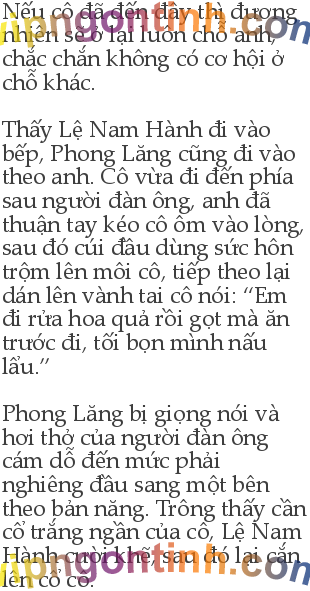 Nếu cô đã đến đây thì đương
nhiên sẽ ở lại luôn chỗ anh,
chắc chắn không có cơ hội ở
chỗ khác.
Thấy Lệ Nam Hành đi vào
bếp, Phong Lăng cũng đi vào
theo anh. Cô vừa đi đến phía
sau người đàn ông, anh đã
thuận tay kéo cô ôm vào lòng,
sau đó cúi đầu dùng sức hôn
trộm lên môi cô, tiếp theo lại
dán lên vành tai cô nói: “Em
đi rửa hoa quả rồi gọt mà ăn
trước đi, tối bọn mình nấu
lẩu.”
Phong Lăng bị giọng nói và
hơi thở của người đàn ông
cám dỗ đến mức phải
nghiêng đầu sang một bên
theo bản năng. Trông thấy cần
cổ trắng ngần của cô, Lệ Nam
Hành cười khẽ, sau đó lại cắn
lên cổ cô.
vipngontinh.com
vipngontinh.com